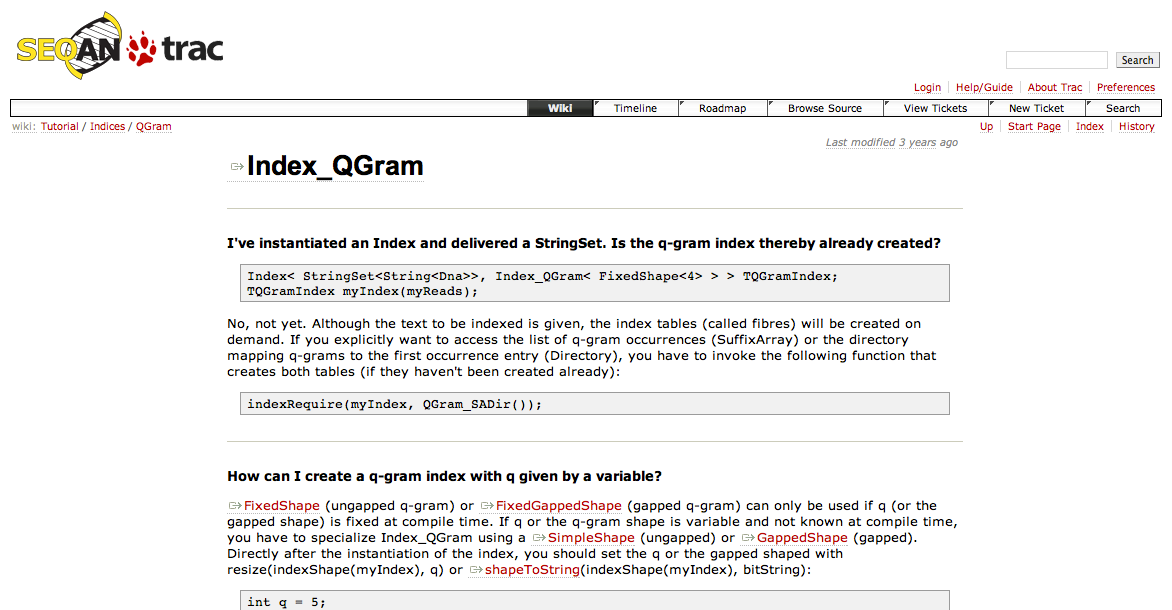 SEQAN trac
Search
Login Help/Guide About Trac Preferences
Wiki Timeline Roadmap Browse Source View Tickets New Ticket Search
wiki: Tutorial / Indices / QGram
Up Start Page Index History
Last modified 3 years ago
Index_QGram
I've instantiated an Index and delivered a StringSet. Is the q-gram index thereby already created?
Index< StringSet<String<Dna>>, Index_QGram< FixedShape<4> > > TQGramIndex;
TQGramIndex myIndex(myReads);
No, not yet. Although the text to be indexed is given, the index tables (called fibres) will be created on
demand. If you explicitly want to access the list of q-gram occurrences (SuffixArray) or the directory
mapping q-grams to the first occurrence entry (Directory), you have to invoke the following function that
creates both tables (if they haven't been created already):
indexRequire(myIndex, QGram_SADir());
How can I create a q-gram index with q given by a variable?
FixedShape (ungapped q-gram) or FixedGappedShape (gapped q-gram) can only be used if q (or the
gapped shape) is fixed at compile time. If q or the q-gram shape is variable and not known at compile time,
you have to specialize Index_QGram using a SimpleShape (ungapped) or GappedShape (gapped).
Directly after the instantiation of the index, you should set the q or the gapped shaped with
resize(indexShape(myIndex), q) or shapeToString(indexShape(myIndex), bitString):
int q = 5;